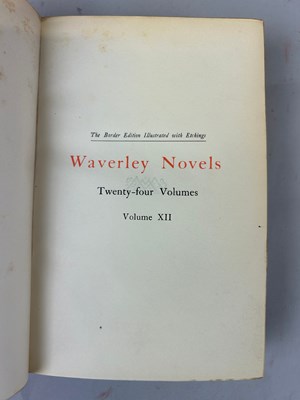 The Border Edition Illustrated with Etchings
Waverley Novels
Twenty-four Volumes
Volume XII